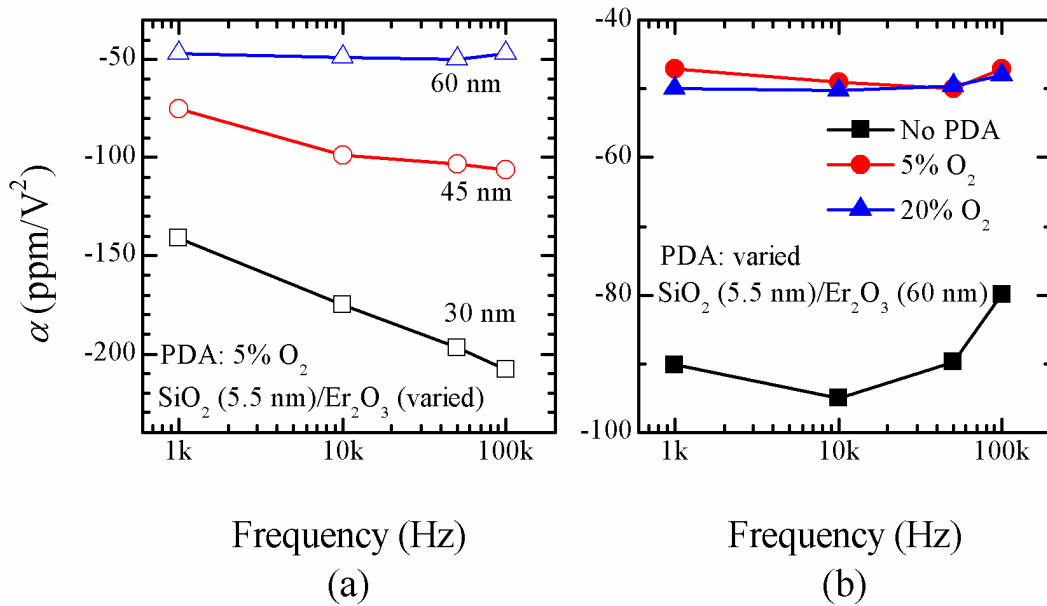 α (ppm/V²)
-50
-100
-150
-200
60 nm
45 nm
30 nm
PDA: 5% O₂
SiO₂ (5.5 nm)/Er₂O₃ (varied)
1k 10k 100k
Frequency (Hz)
(a)
-40
-60
-80
-100
No PDA
5% O₂
20% O₂
PDA: varied
SiO₂ (5.5 nm)/Er₂O₃ (60 nm)
1k 10k 100k
Frequency (Hz)
(b)